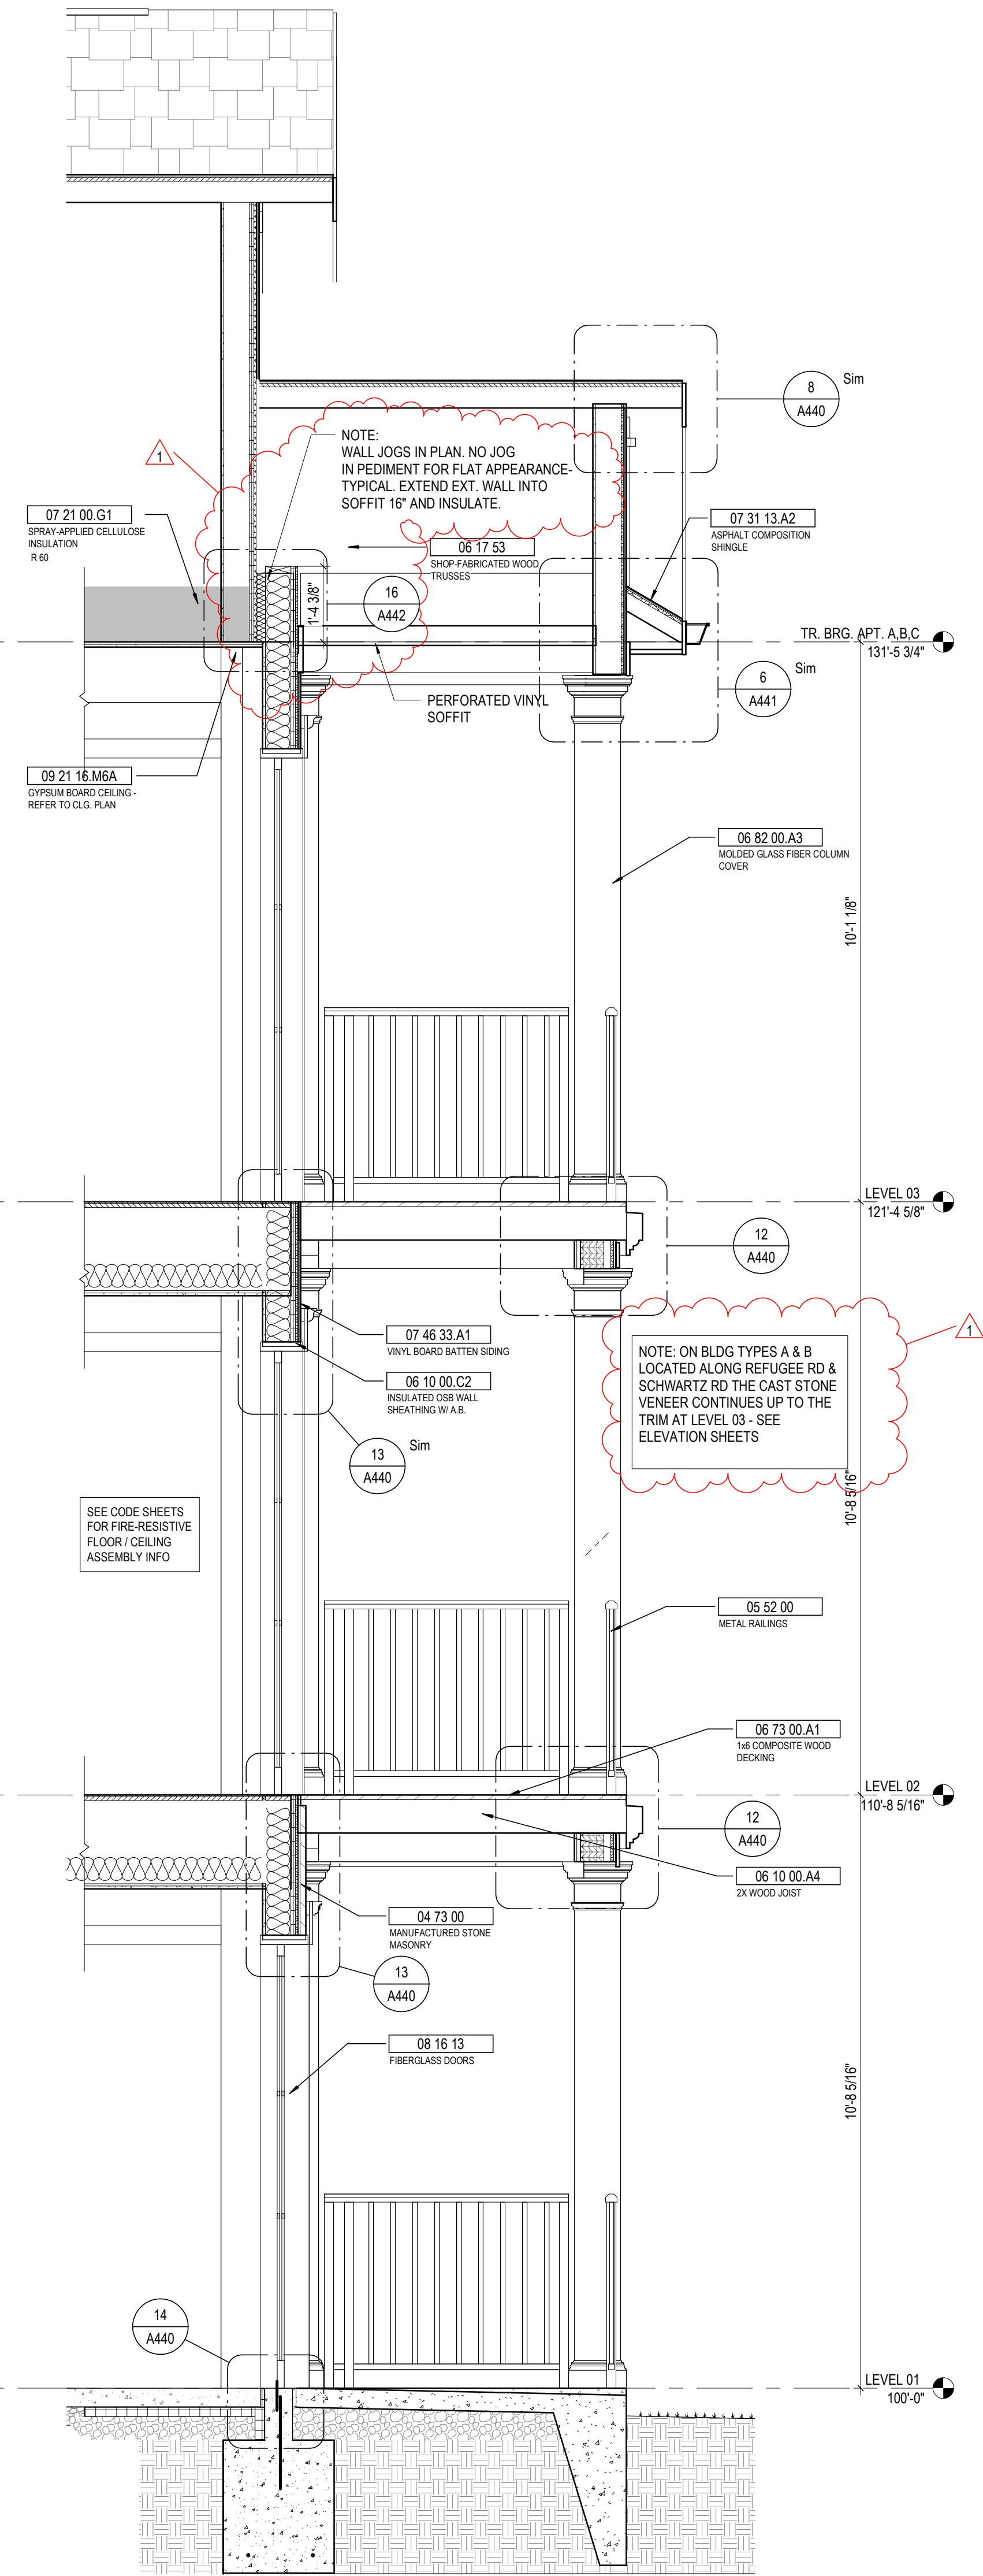 8
A440
Sim
NOTE:
WALL JOGS IN PLAN. NO JOG
IN PEDIMENT FOR FLAT APPEARANCE-
TYPICAL. EXTEND EXT. WALL INTO
SOFFIT 16" AND INSULATE.
1
07 21 00.G1
SPRAY-APPLIED CELLULOSE
INSULATION
R 60
07 31 13.A2
ASPHALT COMPOSITION
SHINGLE
06 17 53
SHOP-FABRICATED WOOD
TRUSSES
16
A442
1'-4 3/8"
TR. BRG. APT. A,B,C
131'-5 3/4"
6
A441
Sim
PERFORATED VINYL
SOFFIT
09 21 16.M6A
GYPSUM BOARD CEILING -
REFER TO CLG. PLAN
06 82 00.A3
MOLDED GLASS FIBER COLUMN
COVER
10'-1 1/8"
LEVEL 03
121'-4 5/8"
12
A440
07 46 33.A1
VINYL BOARD BATTEN SIDING
06 10 00.C2
INSULATED OSB WALL
SHEATHING W/ A.B.
13
A440
Sim
1
NOTE: ON BLDG TYPES A & B
LOCATED ALONG REFUGEE RD &
SCHWARTZ RD THE CAST STONE
VENEER CONTINUES UP TO THE
TRIM AT LEVEL 03 - SEE
ELEVATION SHEETS
10'-8 5/16"
SEE CODE SHEETS
FOR FIRE-RESISTIVE
FLOOR / CEILING
ASSEMBLY INFO
05 52 00
METAL RAILINGS
06 73 00.A1
1x6 COMPOSITE WOOD
DECKING
LEVEL 02
110'-8 5/16"
12
A440
06 10 00.A4
2X WOOD JOIST
04 73 00
MANUFACTURED STONE
MASONRY
13
A440
08 16 13
FIBERGLASS DOORS
10'-8 5/16"
14
A440
LEVEL 01
100'-0"